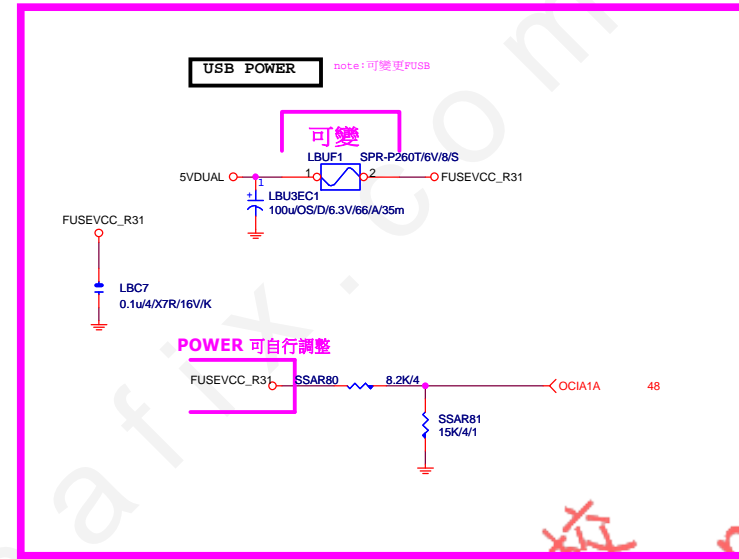 USB POWER
note:可變更FUSB
可變
LBUF1 SPR-P260T/6V/8/S
5VDUAL 1 2 FUSEVCC_R31
1
+
LBU3EC1
100u/OS/D/6.3V/66/A/35m
FUSEVCC_R31
LBC7
0.1u/4/X7R/16V/K
POWER 可自行調整
FUSEVCC_R31 SSAR80 8.2K/4 OCIA1A 48
SSAR81
15K/4/1
afix.com